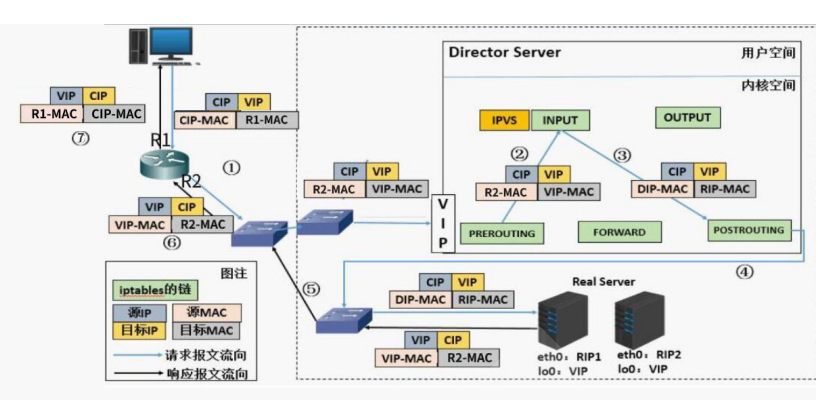 Director Server
用户空间
内核空间
VIP CIP
R1-MAC CIP-MAC
⑦
CIP VIP
CIP-MAC R1-MAC
R1
①
R2
IPVS INPUT
OUTPUT
②
③
CIP VIP
R2-MAC VIP-MAC
CIP VIP
R2-MAC VIP-MAC
CIP VIP
DIP-MAC RIP-MAC
VIP CIP
VIP-MAC R2-MAC
⑥
VIP
PREROUTING
FORWARD
POSTROUTING
④
图注
iptables的链
源IP 源MAC
目标IP 目标MAC
请求报文流向
响应报文流向
⑤
CIP VIP
DIP-MAC RIP-MAC
VIP CIP
VIP-MAC R2-MAC
Real Server
eth0：RIP1
lo0：VIP
eth0：RIP2
lo0：VIP